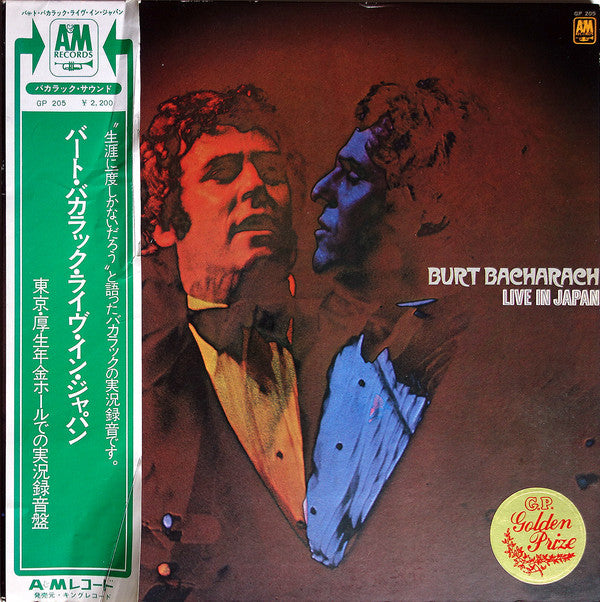 バート・バカラック・ライヴ・イン・ジャパン
A&M
RECORDS
バカラック・サウンド
GP 205 ¥2,200
"生涯に度しかないだろう"と語ったバカラックの実況録音です。
バート・バカラック・ライヴ・イン・ジャパン
東京・厚生年金ホールでの実況録音盤
A&Mレコード
発売元・キングレコード
GP 205
A&M
BURT BACHARACH
LIVE IN JAPAN
G.P.
Golden
Prize